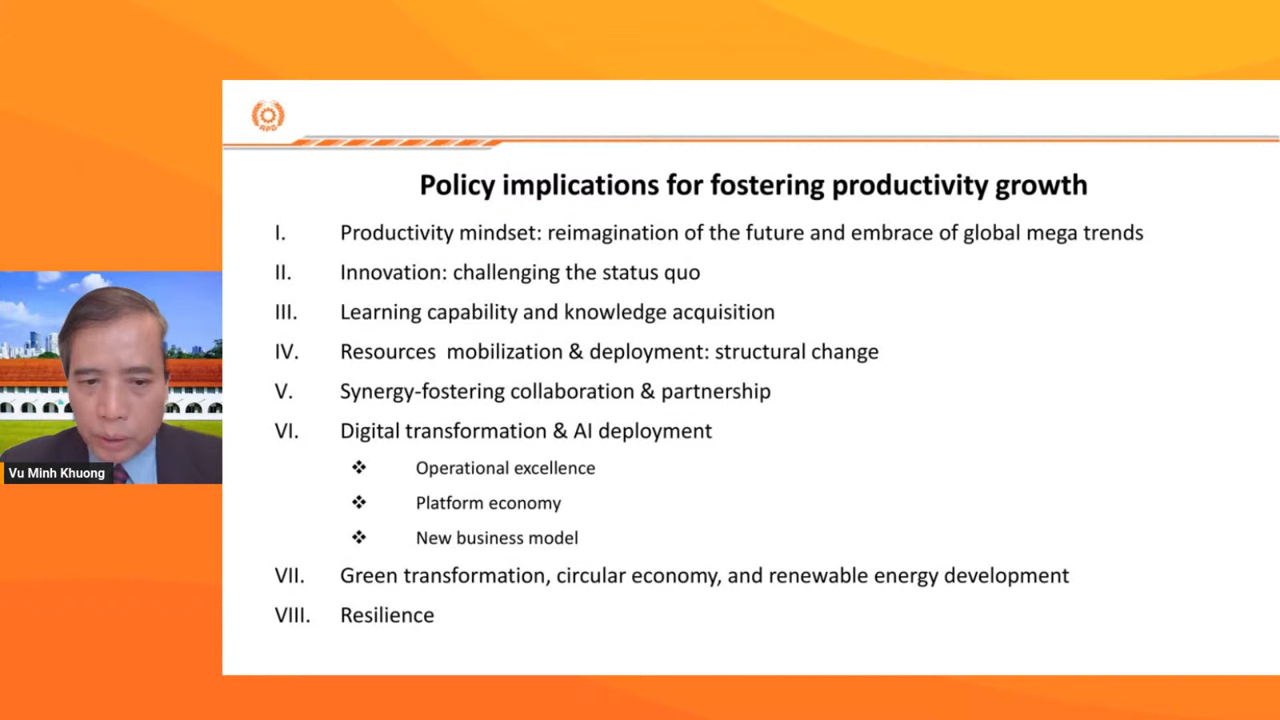 APO
Policy implications for fostering productivity growth
I. Productivity mindset: reimagination of the future and embrace of global mega trends
II. Innovation: challenging the status quo
III. Learning capability and knowledge acquisition
IV. Resources mobilization & deployment: structural change
V. Synergy-fostering collaboration & partnership
VI. Digital transformation & AI deployment
❖ Operational excellence
❖ Platform economy
❖ New business model
VII. Green transformation, circular economy, and renewable energy development
VIII. Resilience
Vu Minh Khuong